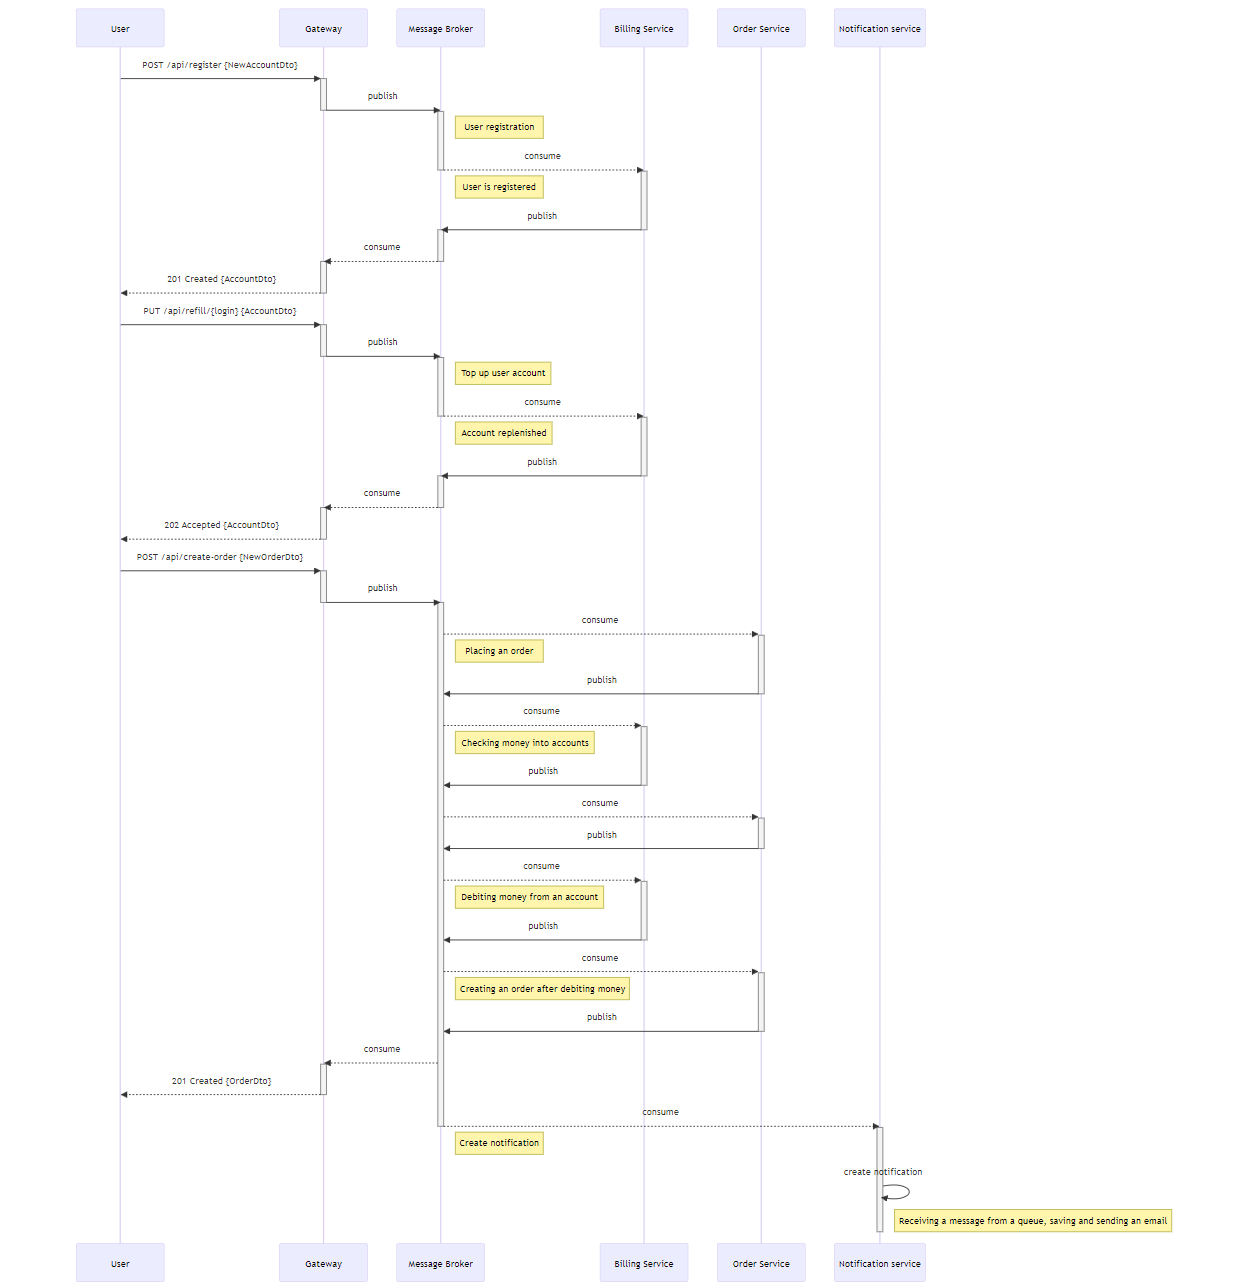 User
Gateway
Message Broker
Billing Service
Order Service
Notification service
POST /api/register {NewAccountDto}
publish
User registration
consume
User is registered
publish
consume
201 Created {AccountDto}
PUT /api/refill/{login} {AccountDto}
publish
Top up user account
consume
Account replenished
publish
consume
202 Accepted {AccountDto}
POST /api/create-order {NewOrderDto}
publish
consume
Placing an order
publish
consume
Checking money into accounts
publish
consume
publish
consume
Debiting money from an account
publish
consume
Creating an order after debiting money
publish
consume
201 Created {OrderDto}
consume
Create notification
create notification
Receiving a message from a queue, saving and sending an email
User
Gateway
Message Broker
Billing Service
Order Service
Notification service